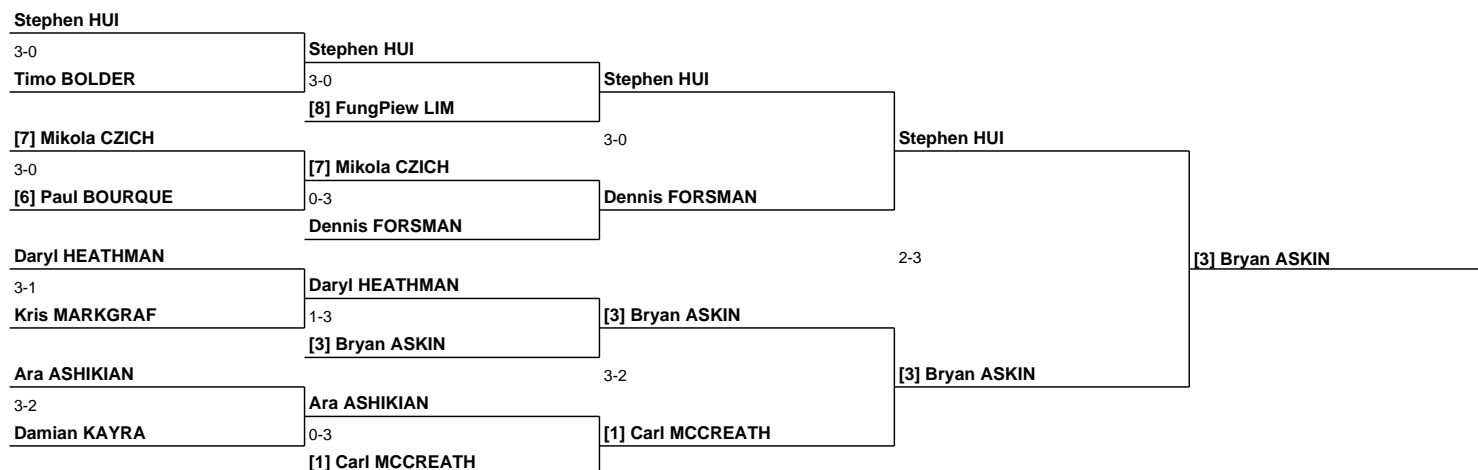 Stephen HUI
3-0
Timo BOLDER
[7] Mikola CZICH
3-0
[6] Paul BOURQUE
Daryl HEATHMAN
3-1
Kris MARKGRAF
Ara ASHIKIAN
3-2
Damian KAYRA
Stephen HUI
3-0
[8] FungPiew LIM
[7] Mikola CZICH
0-3
Dennis FORSMAN
Daryl HEATHMAN
1-3
[3] Bryan ASKIN
Ara ASHIKIAN
0-3
[1] Carl MCCREATH
Stephen HUI
3-0
Dennis FORSMAN
[3] Bryan ASKIN
3-2
[1] Carl MCCREATH
Stephen HUI
2-3
[3] Bryan ASKIN
[3] Bryan ASKIN